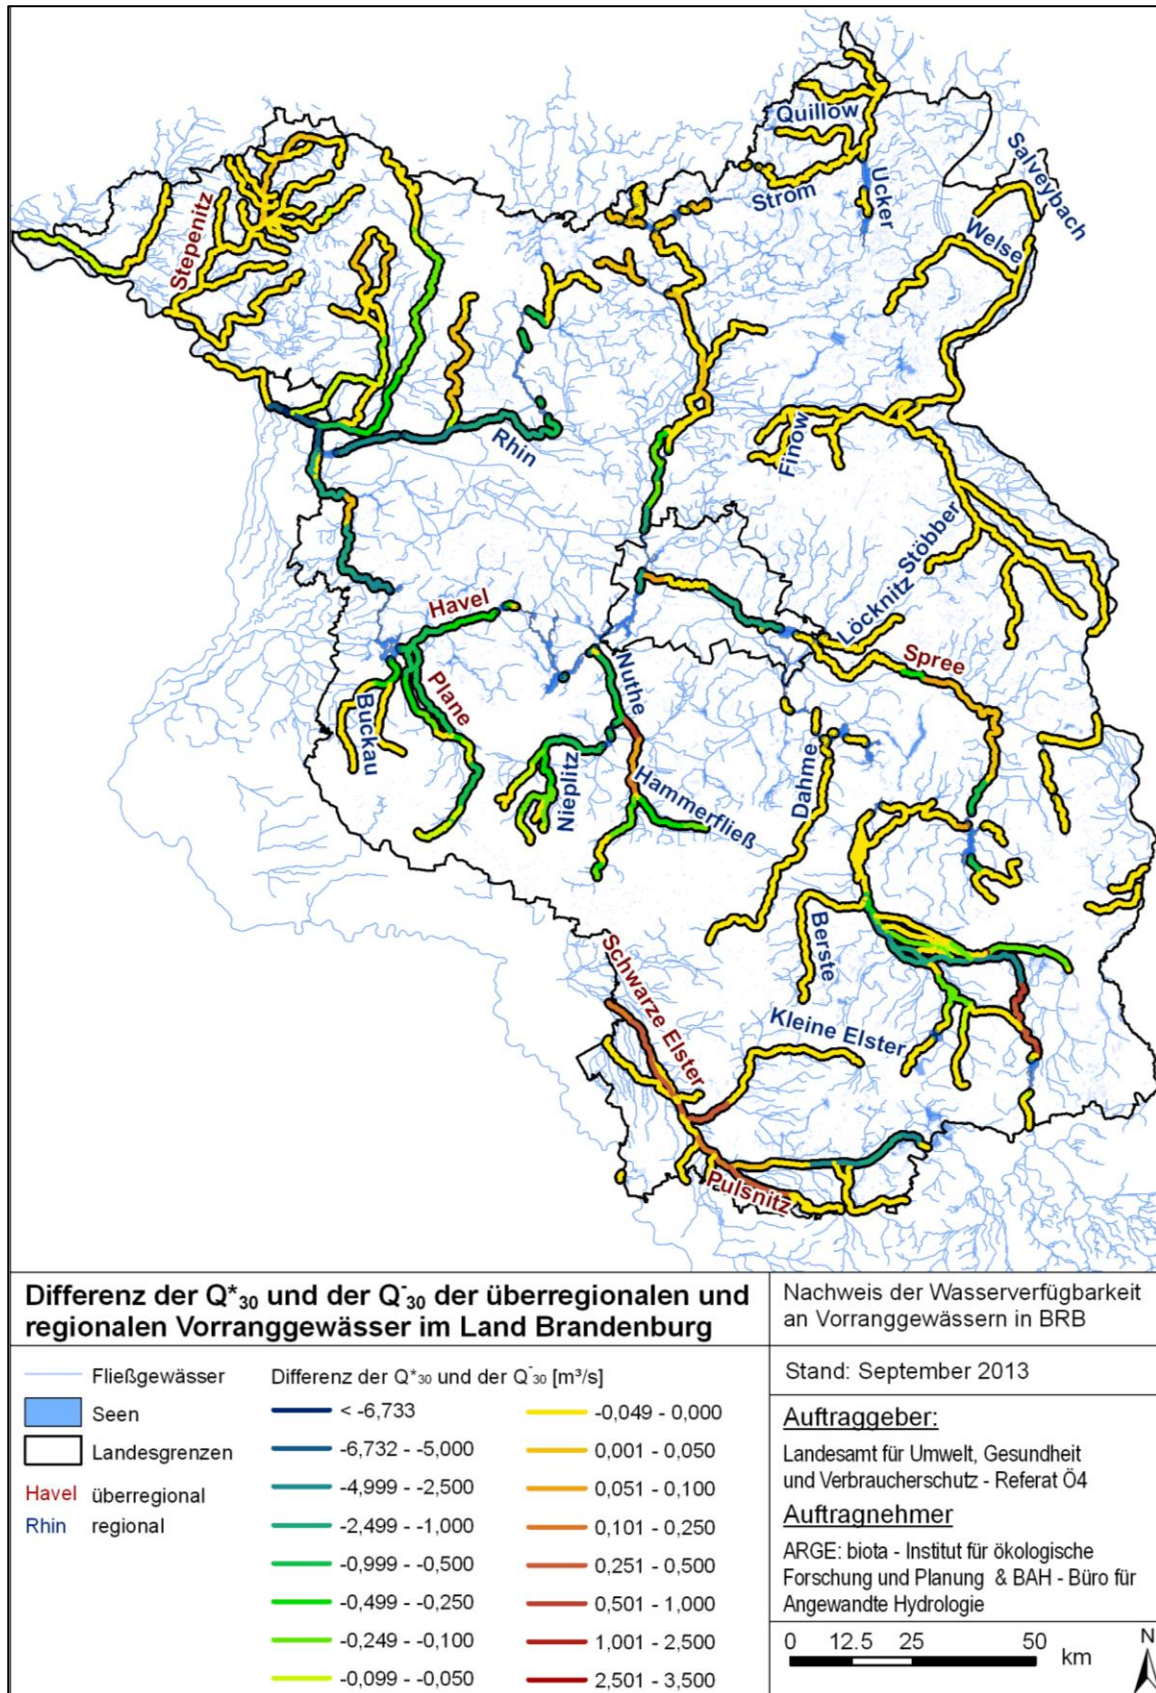 Quillow
Salveybach
Ucker
Strom
Stepenitz
Welse
Rhin
Finow
Stöbber
Löcknitz
Havel
Spree
Nuthe
Plane
Buckau
Dahme
Nieplitz
Hammerfließ
Berste
Schwarze Elster
Kleine Elster
Pulsnitz
Differenz der Q*30 und der Q-30 der überregionalen und
regionalen Vorranggewässer im Land Brandenburg
Fließgewässer
Seen
Landesgrenzen
Havel überregional
Rhin regional
Differenz der Q*30 und der Q-30 [m³/s]
< -6,733
-6,732 - -5,000
-4,999 - -2,500
-2,499 - -1,000
-0,999 - -0,500
-0,499 - -0,250
-0,249 - -0,100
-0,099 - -0,050
-0,049 - 0,000
0,001 - 0,050
0,051 - 0,100
0,101 - 0,250
0,251 - 0,500
0,501 - 1,000
1,001 - 2,500
2,501 - 3,500
Nachweis der Wasserverfügbarkeit
an Vorranggewässern in BRB
Stand: September 2013
Auftraggeber:
Landesamt für Umwelt, Gesundheit
und Verbraucherschutz - Referat Ö4
Auftragnehmer
ARGE: biota - Institut für ökologische
Forschung und Planung & BAH - Büro für
Angewandte Hydrologie
0 12.5 25 50
km
N